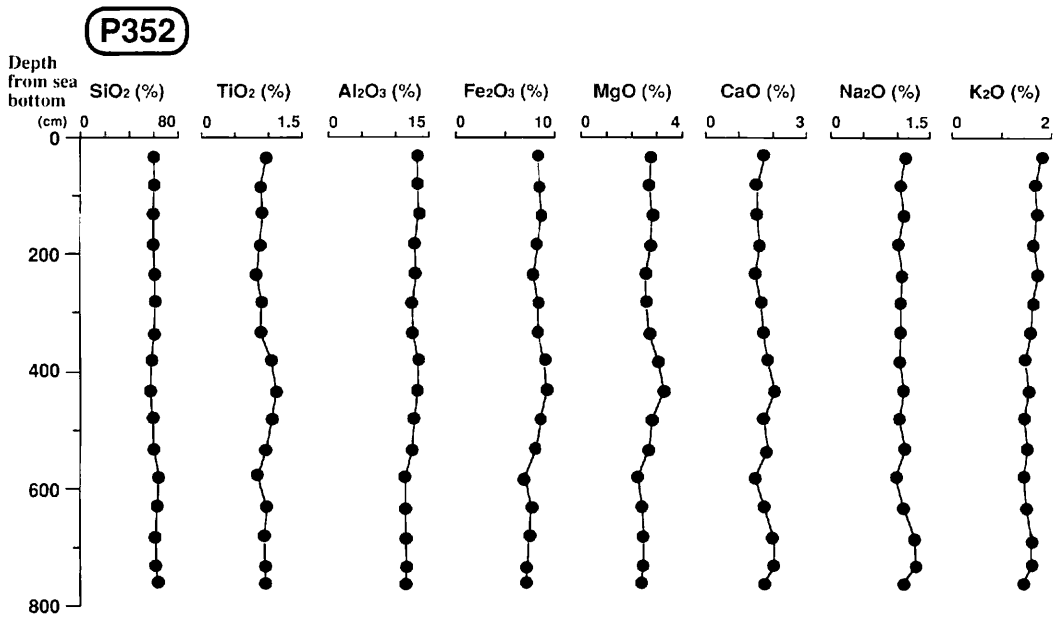 P352
Depth
from sea
bottom
(cm)
SiO2 (%) TiO2 (%) Al2O3 (%) Fe2O3 (%) MgO (%) CaO (%) Na2O (%) K2O (%)
0 80 0 1.5 0 15 0 10 0 4 0 3 0 1.5 0 2
0
200
400
600
800